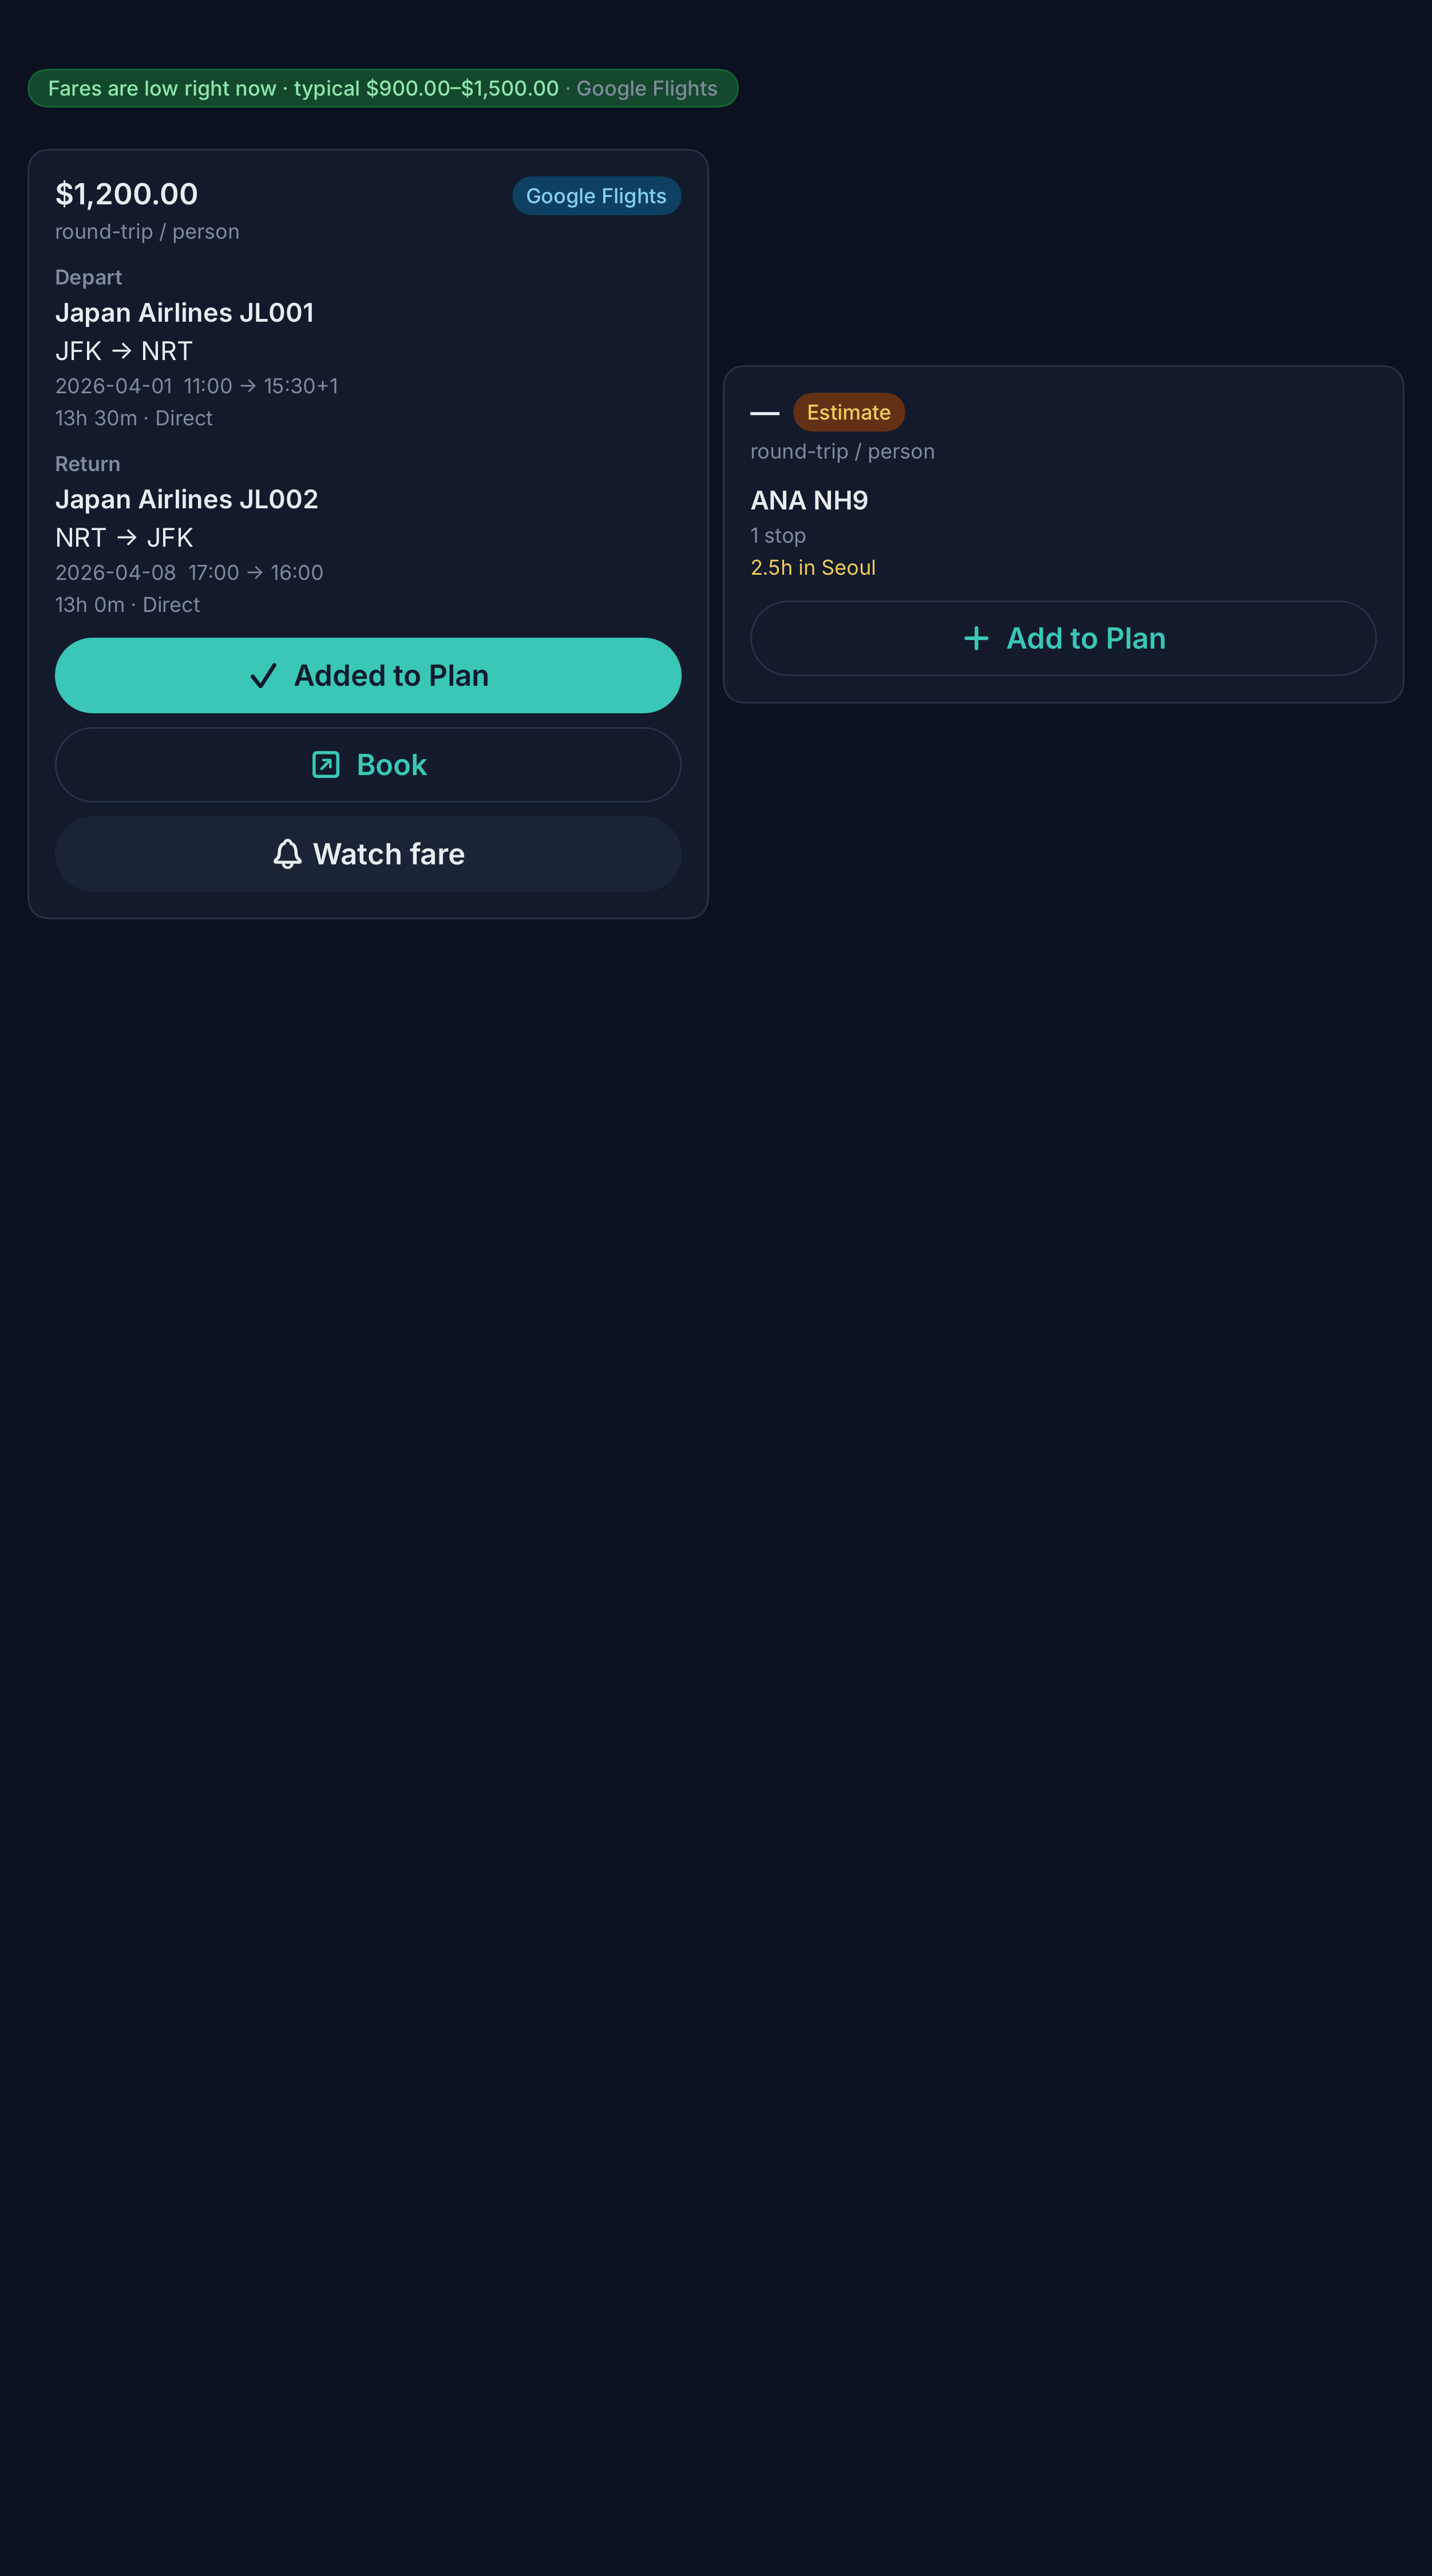 Fares are low right now · typical $900.00–$1,500.00 · Google Flights
$1,200.00
Google Flights
round-trip / person
Depart
Japan Airlines JL001
JFK → NRT
2026-04-01 11:00 → 15:30+1
13h 30m · Direct
Return
Japan Airlines JL002
NRT → JFK
2026-04-08 17:00 → 16:00
13h 0m · Direct
Added to Plan
Book
Watch fare
— Estimate
round-trip / person
ANA NH9
1 stop
2.5h in Seoul
Add to Plan